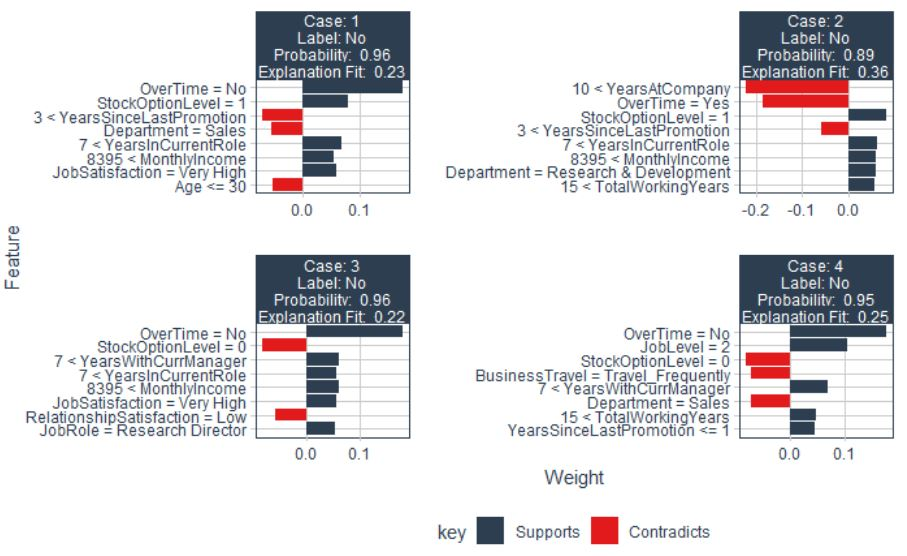 Case: 1
Label: No
Probability: 0.96
Explanation Fit: 0.23
OverTime = No
StockOptionLevel = 1
3 < YearsSinceLastPromotion
Department = Sales
7 < YearsInCurrentRole
8395 < MonthlyIncome
JobSatisfaction = Very High
Age <= 30
0.0 0.1
Case: 2
Label: No
Probability: 0.89
Explanation Fit: 0.36
10 < YearsAtCompany
OverTime = Yes
StockOptionLevel = 1
3 < YearsSinceLastPromotion
7 < YearsInCurrentRole
8395 < MonthlyIncome
Department = Research & Development
15 < TotalWorkingYears
-0.2 -0.1 0.0
Feature
Case: 3
Label: No
Probability: 0.96
Explanation Fit: 0.22
OverTime = No
StockOptionLevel = 0
7 < YearsWithCurrManager
7 < YearsInCurrentRole
8395 < MonthlyIncome
JobSatisfaction = Very High
RelationshipSatisfaction = Low
JobRole = Research Director
0.0 0.1
Case: 4
Label: No
Probability: 0.95
Explanation Fit: 0.25
OverTime = No
JobLevel = 2
StockOptionLevel = 0
BusinessTravel = Travel_Frequently
7 < YearsWithCurrManager
Department = Sales
15 < TotalWorkingYears
YearsSinceLastPromotion <= 1
0.0 0.1
Weight
key Supports Contradicts